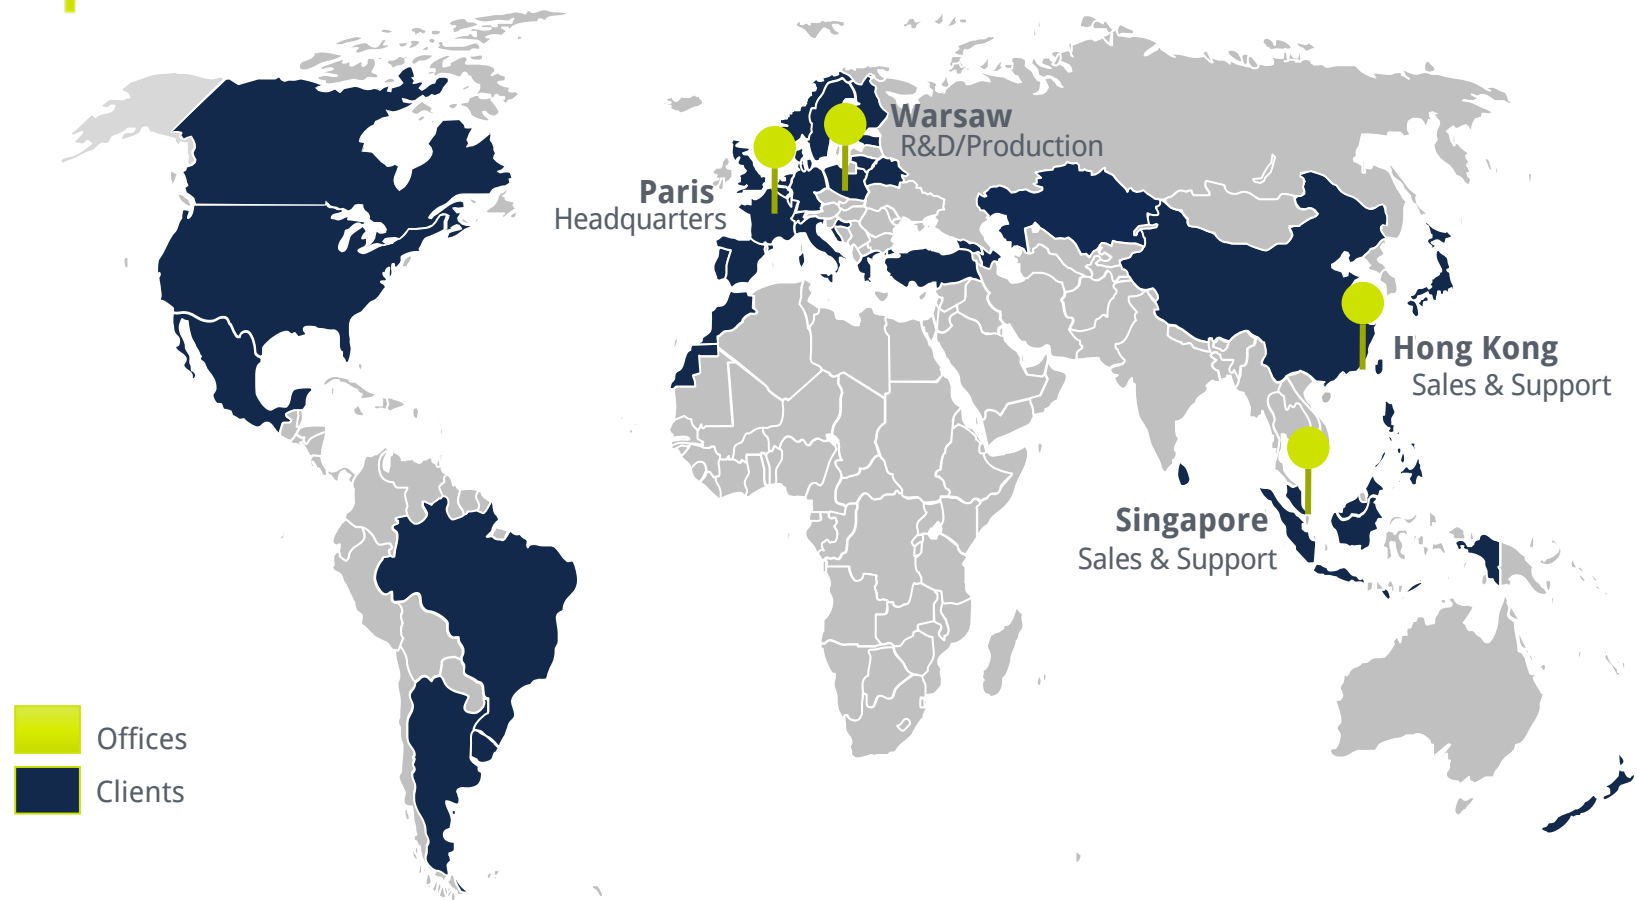 Warsaw
R&D/Production
Paris
Headquarters
Hong Kong
Sales & Support
Singapore
Sales & Support
Offices
Clients